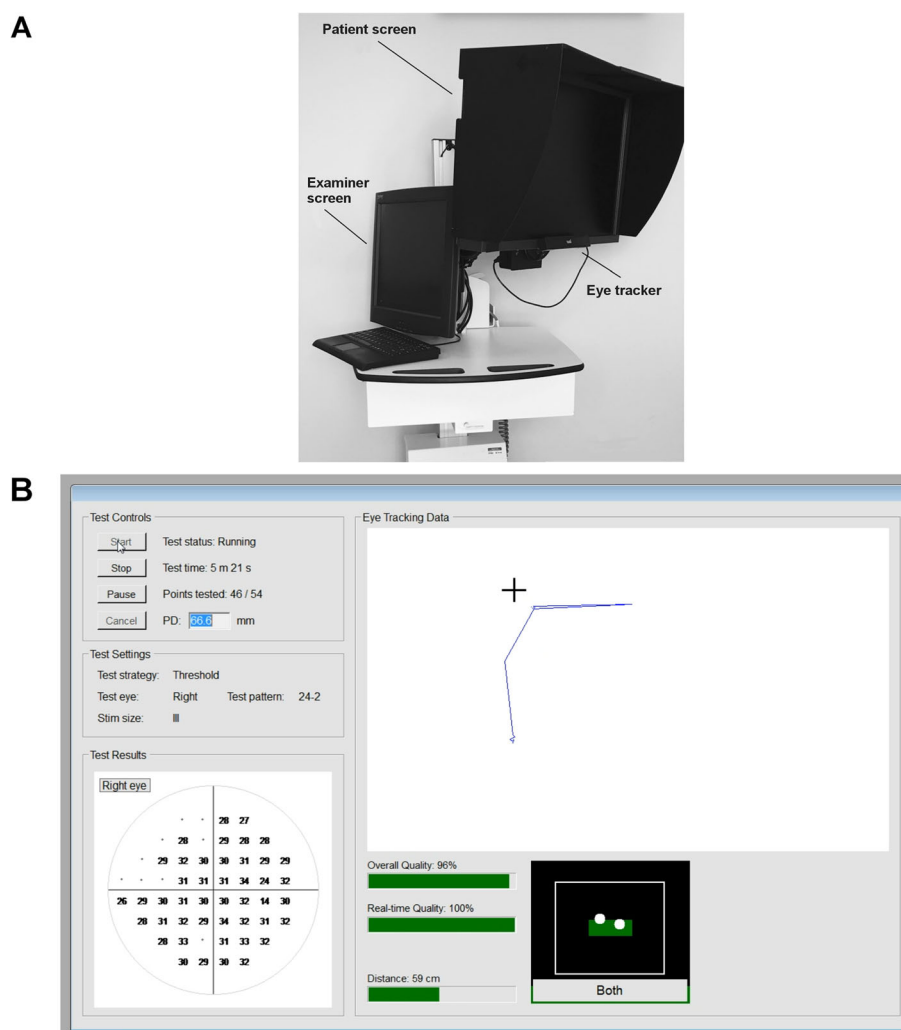 A
Patient screen
Examiner
screen
Eye tracker
B
Test Controls
Start
Test status: Running
Stop
Test time: 5 m 21 s
Pause
Points tested: 46 / 54
Cancel
PD: 66.6 mm
Test Settings
Test strategy: Threshold
Test eye: Right Test pattern: 24-2
Stim size: III
Test Results
Right eye
28 27
28 29 28 28
29 32 30 30 31 29 29
31 31 31 34 24 32
26 29 30 31 30 30 32 14 30
28 31 32 29 34 32 31 32
28 33 31 33 32
30 29 30 32
Eye Tracking Data
Overall Quality: 96%
Real-time Quality: 100%
Distance: 59 cm
Both